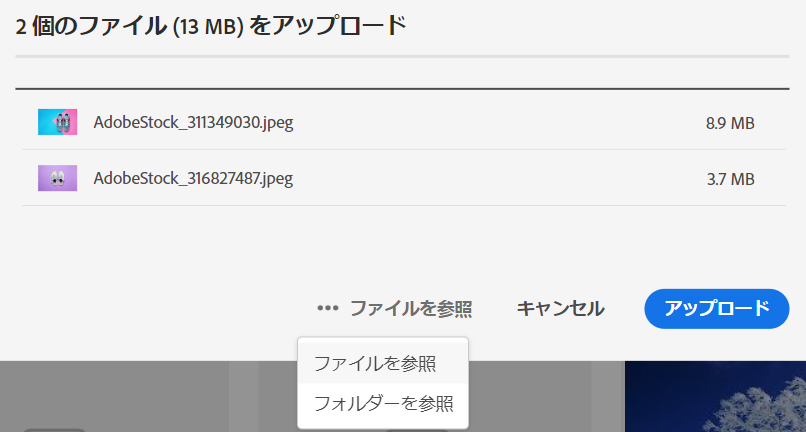 2 個のファイル (13 MB) をアップロード
AdobeStock_311349030.jpeg 8.9 MB
AdobeStock_316827487.jpeg 3.7 MB
••• ファイルを参照 キャンセル アップロード
ファイルを参照
フォルダーを参照